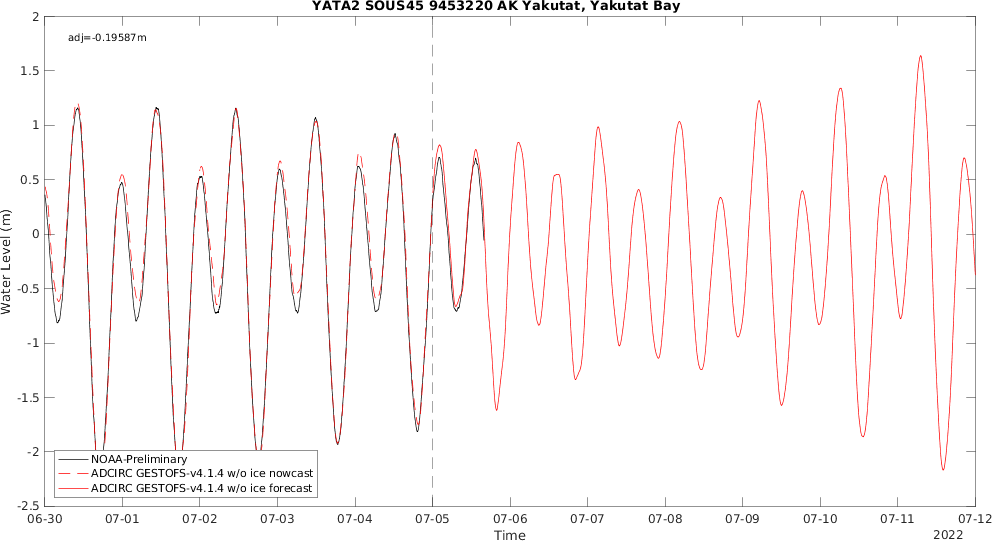 YATA2 SOUS45 9453220 AK Yakutat, Yakutat Bay
adj=-0.19587m
2
1.5
1
0.5
0
-0.5
-1
-1.5
-2
-2.5
Water Level (m)
NOAA-Preliminary
ADCIRC GESTOFS-v4.1.4 w/o ice nowcast
ADCIRC GESTOFS-v4.1.4 w/o ice forecast
06-30 07-01 07-02 07-03 07-04 07-05 07-06 07-07 07-08 07-09 07-10 07-11 07-12
2022
Time